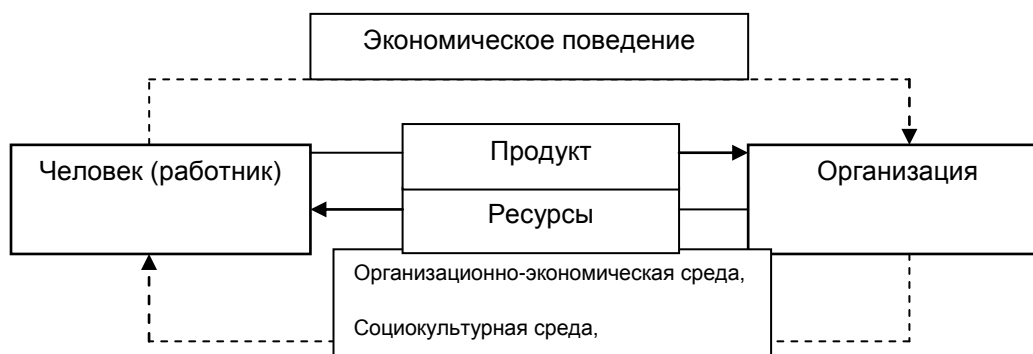 Экономическое поведение
Человек (работник)
Продукт
Организация
Ресурсы
Организационно-экономическая среда,
Социокультурная среда,